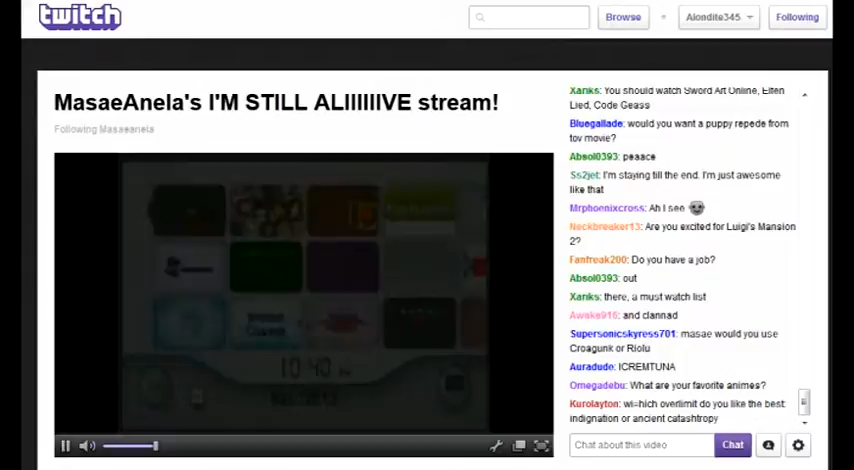 twitch
Browse
Alondite345
Following
MasaeAnela's I'M STILL ALIIIIIIVE stream!
Following Masaeanela
10:40
Xanks: You should watch Sword Art Online, Elfen
Lied, Code Geass
Bluegallade: would you want a puppy repede from
tov movie?
Absol0393: peaace
Ss2jet: I'm staying till the end. I'm just awesome
like that
Mrphoenixcross: Ah I see
Neckbreaker13: Are you excited for Luigi's Mansion
2?
Fanfreak200: Do you have a job?
Absol0393: out
Xanks: there, a must watch list
Awoke916: and clannad
Supersonicskyress701: masae would you use
Croagunk or Riolu
Auradude: ICREMTUNA
Omegadebu: What are your favorite animes?
Kurolayton: wi=hich overlimit do you like the best:
indignation or ancient catashtropy
Chat about this video
Chat